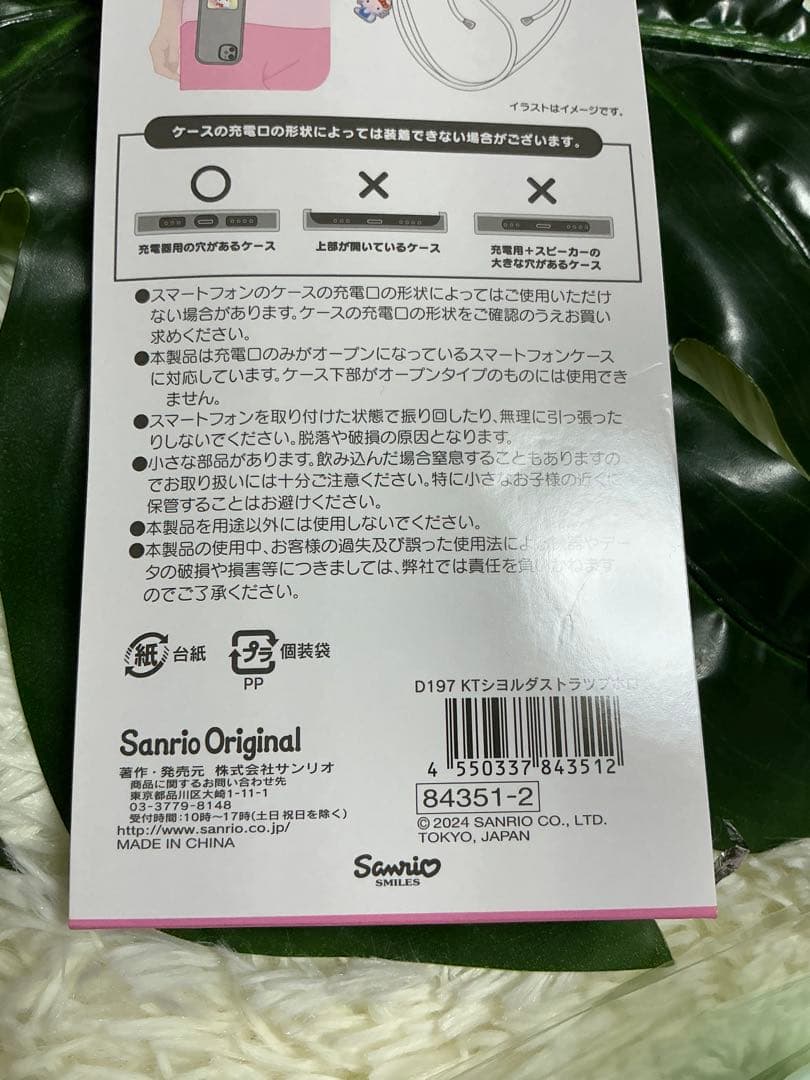 イラストはイメージです。
ケースの充電口の形状によっては装着できない場合がございます。
充電器用の穴があるケース
上部が開いているケース
充電用+スピーカーの
大きな穴があるケース
●スマートフォンのケースの充電口の形状によってはご使用いただけ
ない場合があります。ケースの充電口の形状をご確認のうえお買い
求めください。
●本製品は充電口のみがオープンになっているスマートフォンケース
に対応しています。ケース下部がオープンタイプのものには使用でき
ません。
●スマートフォンを取り付けた状態で振り回したり、無理に引っ張った
りしないでください。脱落や破損の原因となります。
●小さな部品があります。飲み込んだ場合窒息することもありますの
でお取り扱いには十分ご注意ください。特に小さなお子様の近くに
保管することはお避けください。
●本製品を用途以外には使用しないでください。
●本製品の使用中、お客様の過失及び誤った使用法によ
タの破損や損害等につきましては、弊社では責任を負いかねます
のでご了承ください。
紙 台紙 プラ 個装袋
PP
D197 KTシヨルダストラツプホロ
4 550337 843512
84351-2
Sanrio Original
著作・発売元 株式会社サンリオ
商品に関するお問い合わせ先
東京都品川区大崎1-11-1
03-3779-8148
受付時間:10時〜17時(土日祝日を除く)
http://www.sanrio.co.jp/
MADE IN CHINA
© 2024 SANRIO CO., LTD.
TOKYO, JAPAN
Sanrio
SMILES